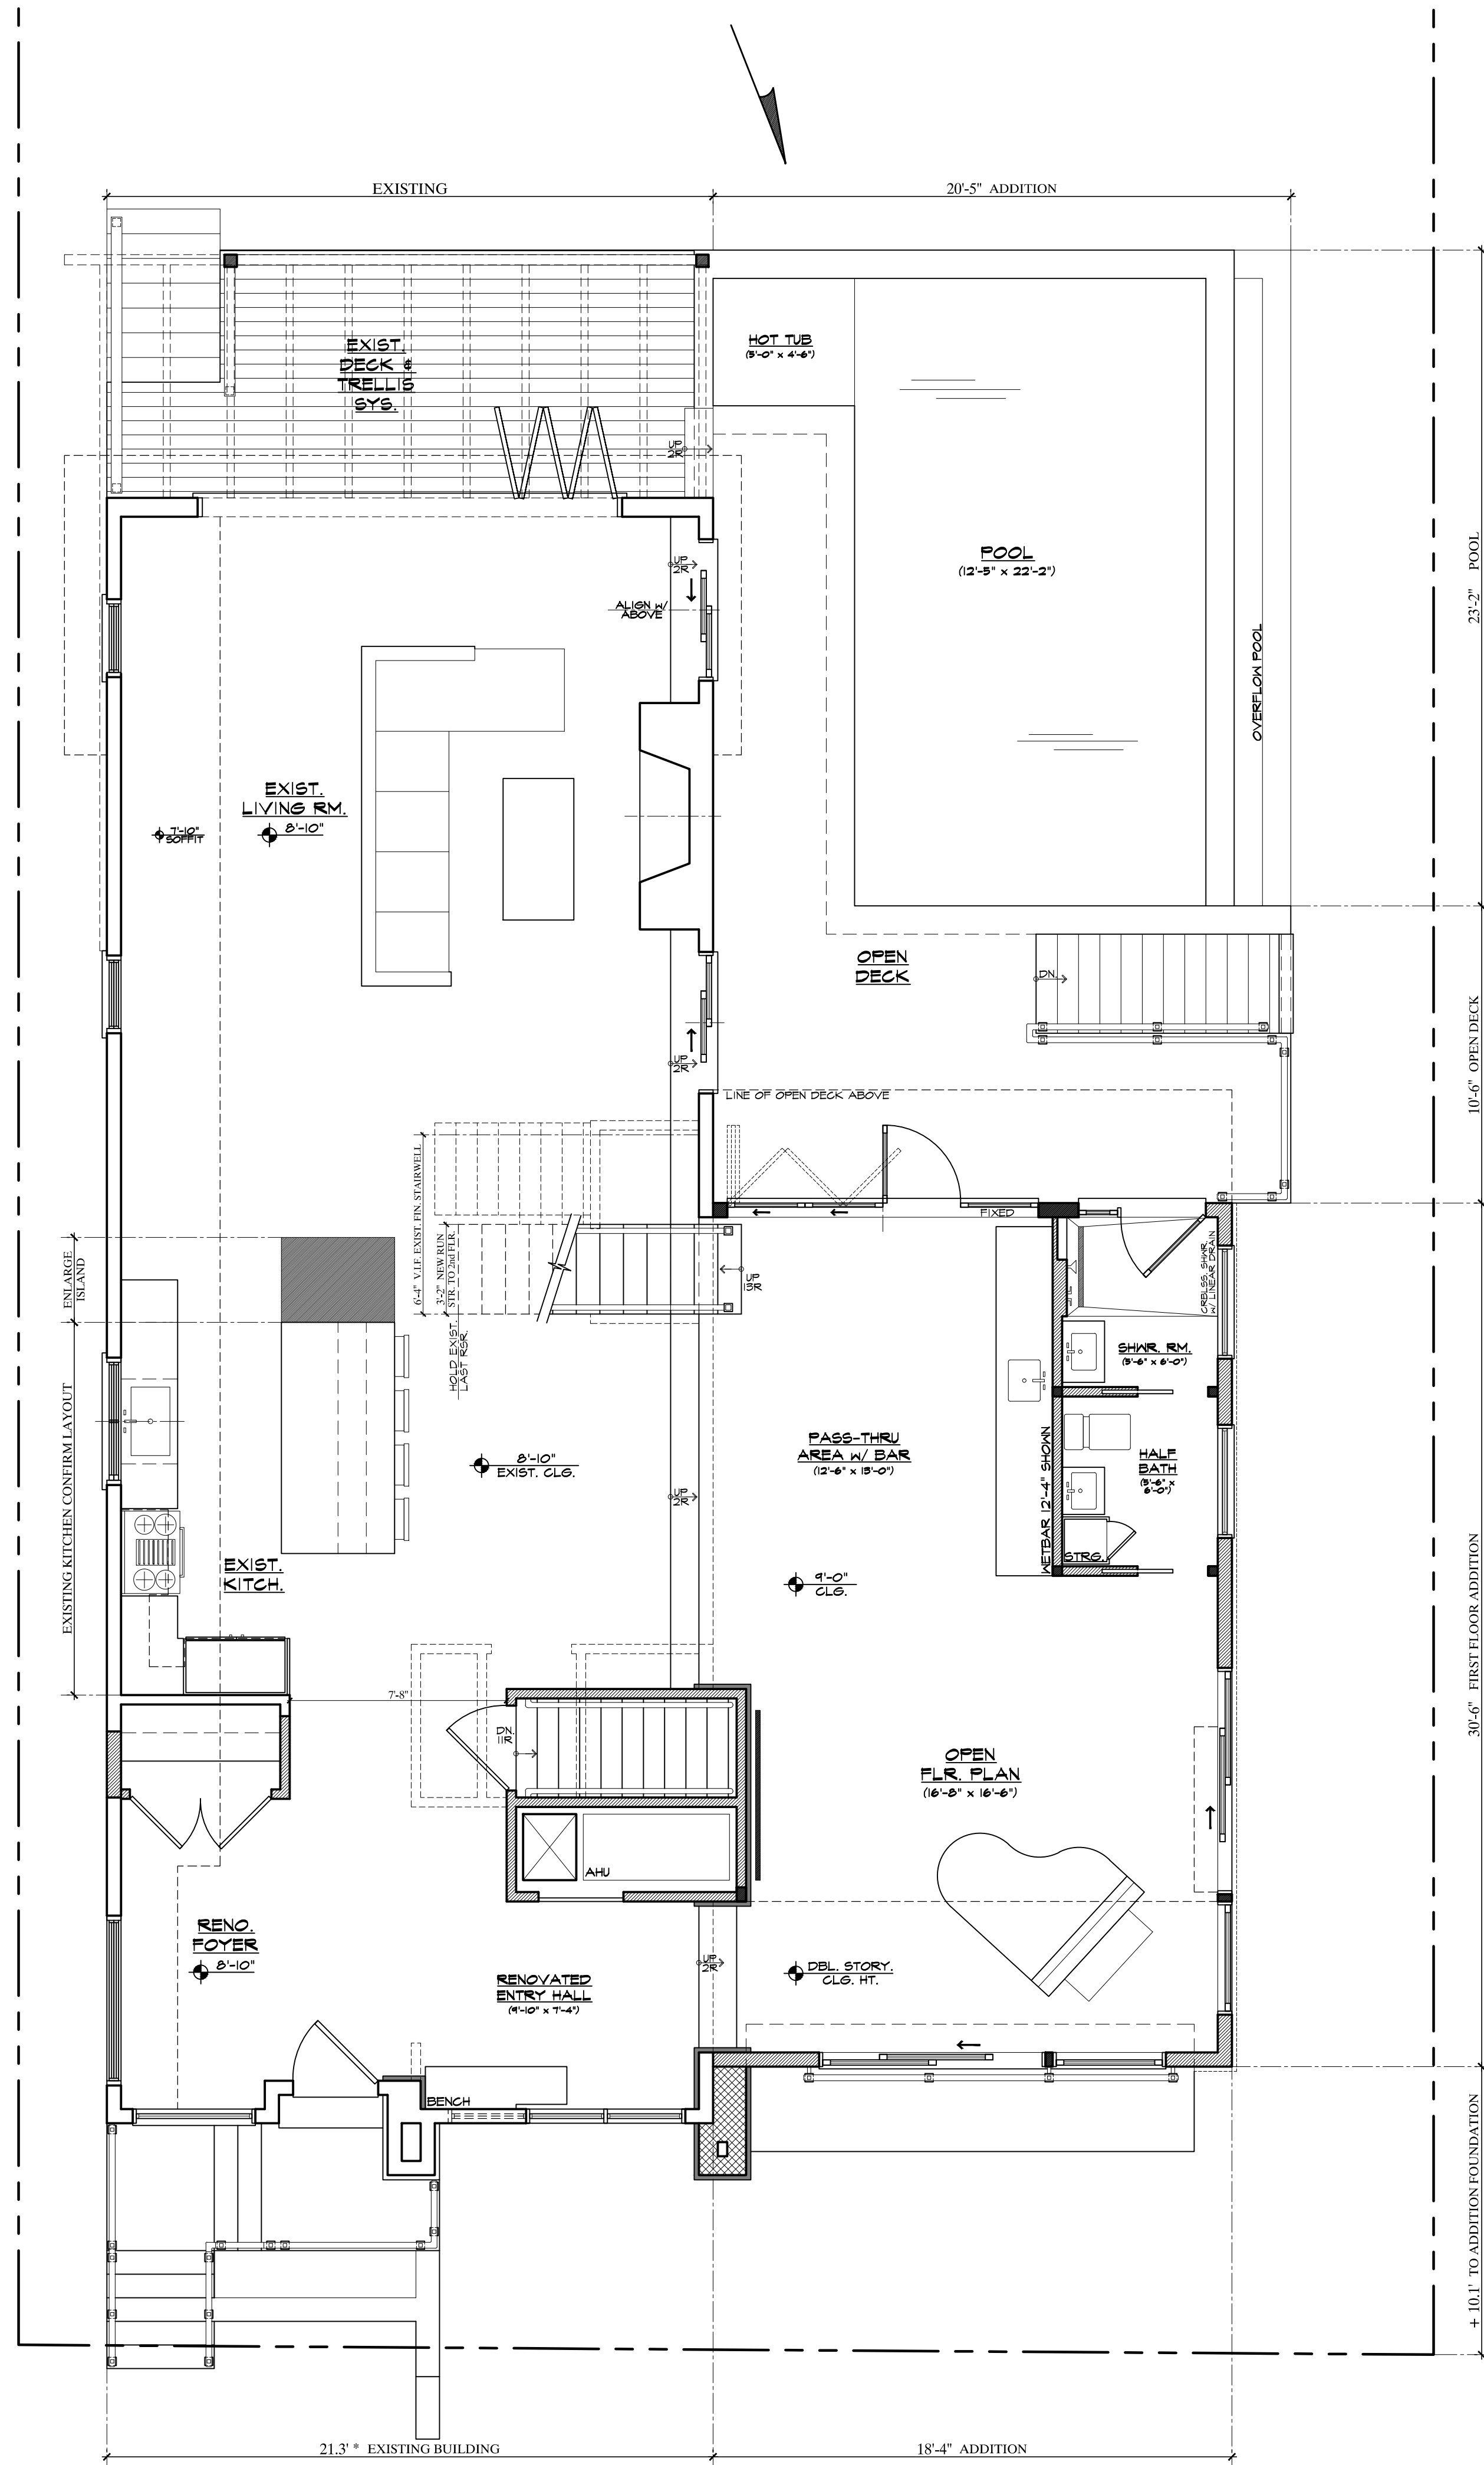 EXISTING
20'-5" ADDITION
EXIST.
DECK &
TRELLIS
SYS.
HOT TUB
(5'-0" x 4'-6")
UP
2R
23'-2" POOL
POOL
(12'-5" x 22'-2")
UP
2R
ALIGN W/
ABOVE
OVERFLOW POOL
EXIST.
LIVING RM.
8'-10"
7'-10"
SOFFIT
OPEN
DECK
DN.
10'-6" OPEN DECK
UP
2R
LINE OF OPEN DECK ABOVE
6'-4" V.I.F. EXIST. FIN. STAIRWELL
3'-2" NEW RUN
STR. TO 2nd FLR.
FIXED
ENLARGE
ISLAND
UP
13R
CRBLSS. SHWR.
W/ LINEAR DRAIN
HOLD EXIST.
LAST RSR.
SHWR. RM.
(5'-6" x 6'-0")
EXISTING KITCHEN CONFIRM LAYOUT
8'-10"
EXIST. CLG.
PASS-THRU
AREA W/ BAR
(12'-6" x 15'-0")
WETBAR 12'-4" SHOWN
HALF
BATH
(5'-6" x
6'-0")
UP
2R
STRG.
EXIST.
KITCH.
9'-0"
CLG.
30'-6" FIRST FLOOR ADDITION
7'-8"
DN.
11R
OPEN
FLR. PLAN
(16'-8" x 16'-6")
AHU
RENO.
FOYER
8'-10"
RENOVATED
ENTRY HALL
(9'-10" x 7'-4")
UP
2R
DBL. STORY.
CLG. HT.
BENCH
+ 10.1' TO ADDITION FOUNDATION
21.3' * EXISTING BUILDING
18'-4" ADDITION